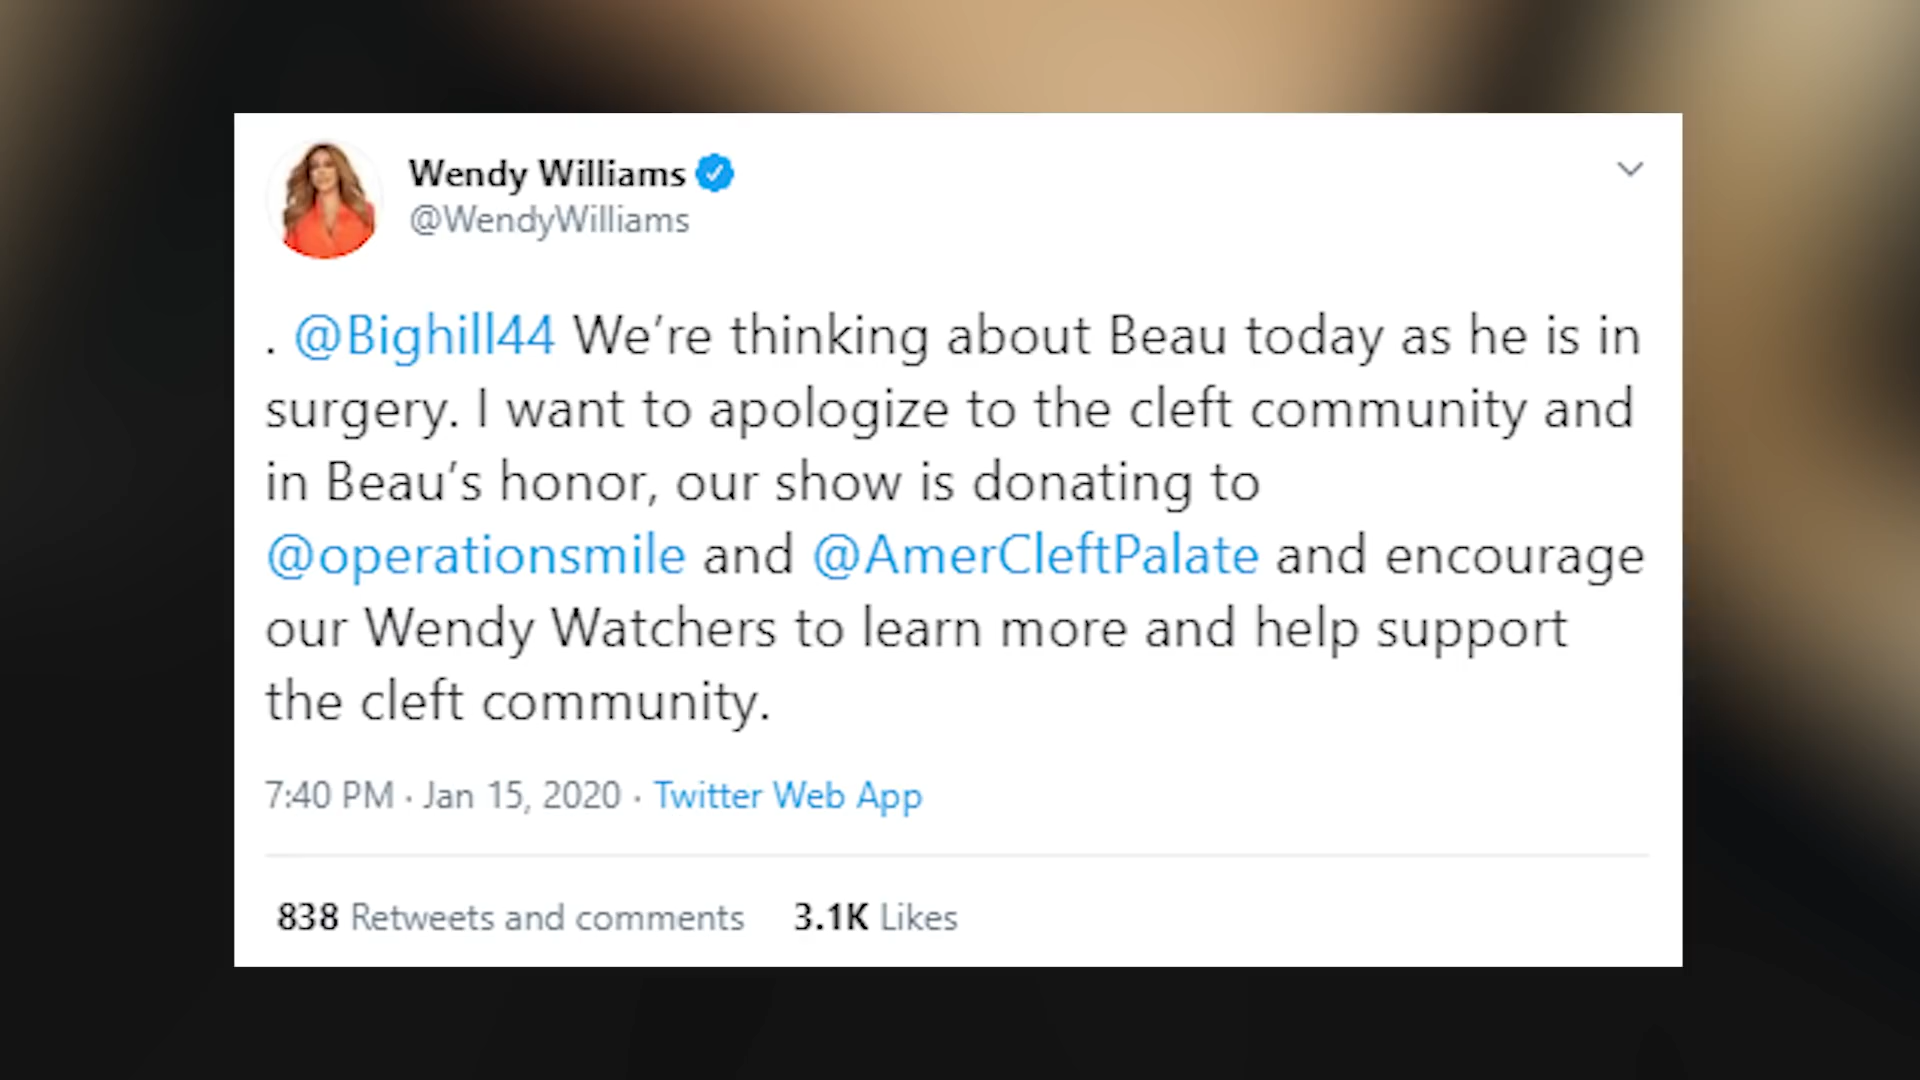 Wendy Williams
@WendyWilliams
. @Bighill44 We’re thinking about Beau today as he is in
surgery. I want to apologize to the cleft community and
in Beau’s honor, our show is donating to
@operationsmile and @AmerCleftPalate and encourage
our Wendy Watchers to learn more and help support
the cleft community.
7:40 PM · Jan 15, 2020 · Twitter Web App
838 Retweets and comments 3.1K Likes